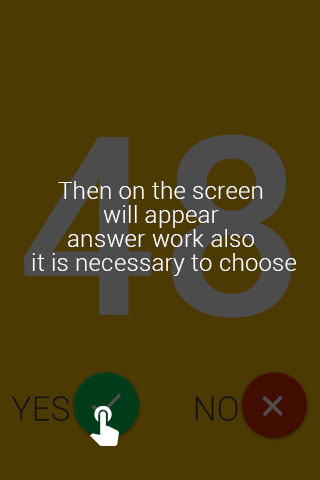 48
Then on the screen
will appear
answer work also
it is necessary to choose
YES
NO